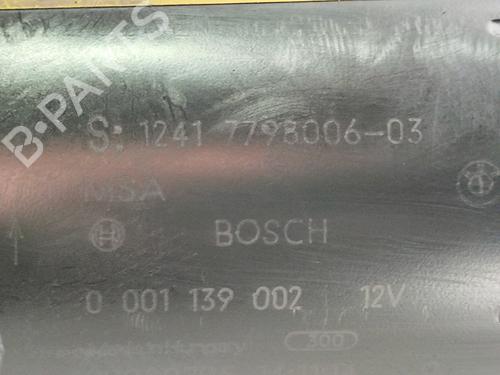 B-PARTS
S: 1241 7798006-03
MSA
BOSCH
0 001 139 002 12V
300